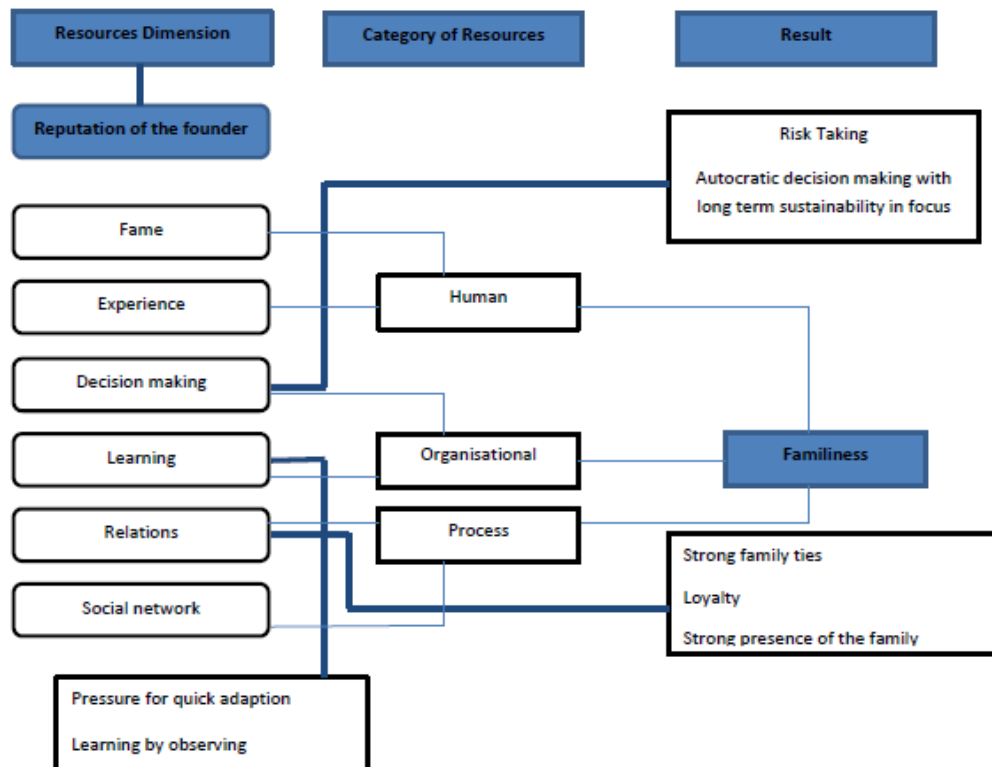 Resources Dimension
Category of Resources
Result
Reputation of the founder
Risk Taking
Autocratic decision making with
long term sustainability in focus
Fame
Experience
Human
Decision making
Learning
Organisational
Familiness
Relations
Process
Social network
Strong family ties
Loyalty
Strong presence of the family
Pressure for quick adaption
Learning by observing